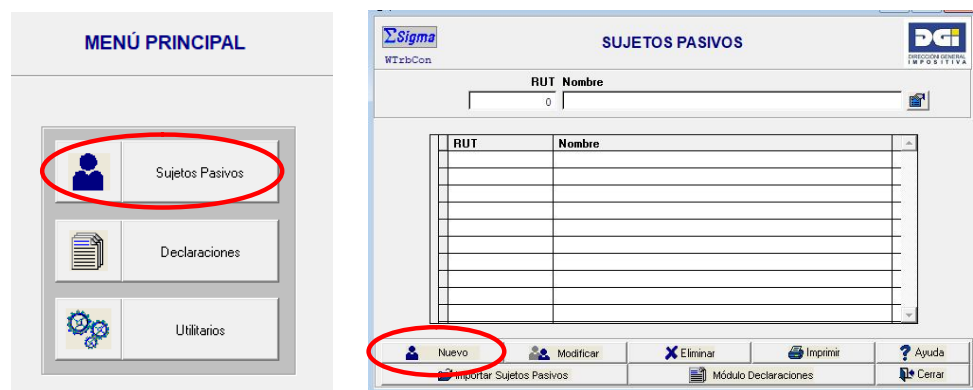 MENÚ PRINCIPAL
Sujetos Pasivos
Declaraciones
Utilitarios
ΣSigma
WTrbCon
SUJETOS PASIVOS
DGI
DIRECCIÓN GENERAL
IMPOSITIVA
RUT Nombre
0
RUT Nombre
Nuevo Modificar Eliminar Imprimir ? Ayuda
Importar Sujetos Pasivos Módulo Declaraciones Cerrar